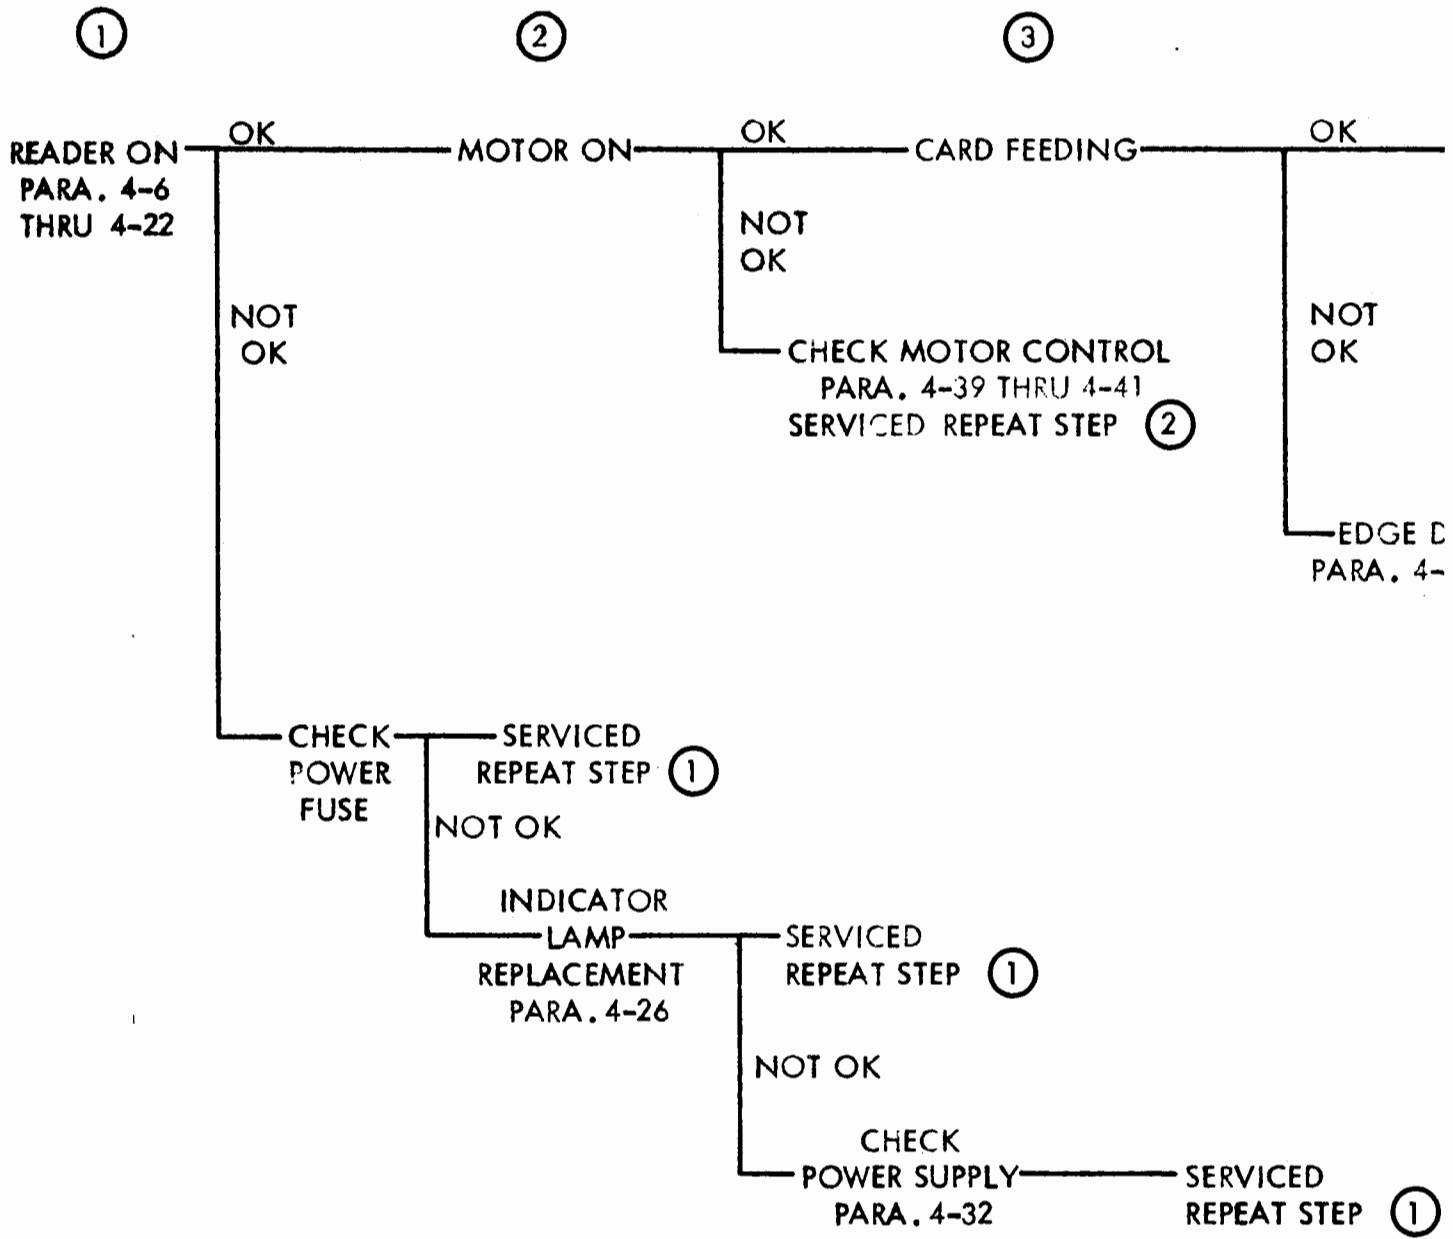 1
2
3
READER ON
PARA. 4-6
THRU 4-22
OK
MOTOR ON
OK
CARD FEEDING
OK
NOT
OK
NOT
OK
NOT
OK
CHECK MOTOR CONTROL
PARA. 4-39 THRU 4-41
SERVICED REPEAT STEP 2
EDGE
PARA. 4-
CHECK
POWER
FUSE
SERVICED
REPEAT STEP 1
NOT OK
INDICATOR
LAMP
REPLACEMENT
PARA. 4-26
SERVICED
REPEAT STEP 1
NOT OK
CHECK
POWER SUPPLY
PARA. 4-32
SERVICED
REPEAT STEP 1